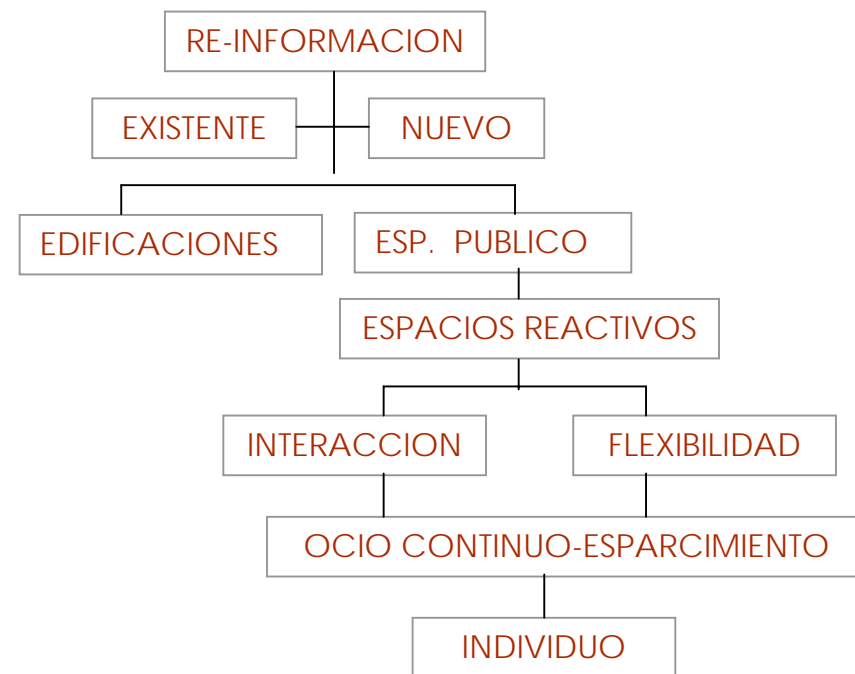 RE-INFORMACION
EXISTENTE
NUEVO
EDIFICACIONES
ESP. PUBLICO
ESPACIOS REACTIVOS
INTERACCION
FLEXIBILIDAD
OCIO CONTINUO-ESPARCIMIENTO
INDIVIDUO